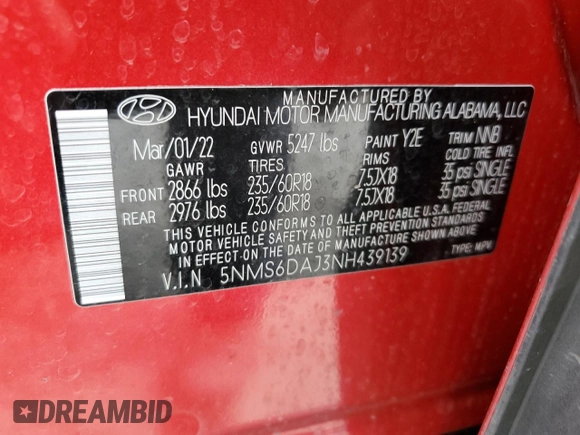 MANUFACTURED BY
HYUNDAI MOTOR MANUFACTURING ALABAMA, LLC
Mar/01/22 GVWR 5247 lbs PAINT Y2E TRIM NNB
GAWR TIRES RIMS COLD TIRE INFL
FRONT 2866 lbs 235/60R18 7.5JX18 35 psi SINGLE
REAR 2976 lbs 235/60R18 7.5JX18 35 psi SINGLE
THIS VEHICLE CONFORMS TO ALL APPLICABLE U.S.A. FEDERAL
MOTOR VEHICLE SAFETY AND THEFT PREVENTION STANDARDS
IN EFFECT ON THE DATE OF MANUFACTURE SHOWN ABOVE
V.I.N 5NMS6DAJ3NH439139 TYPE: MPV
DREAMBID